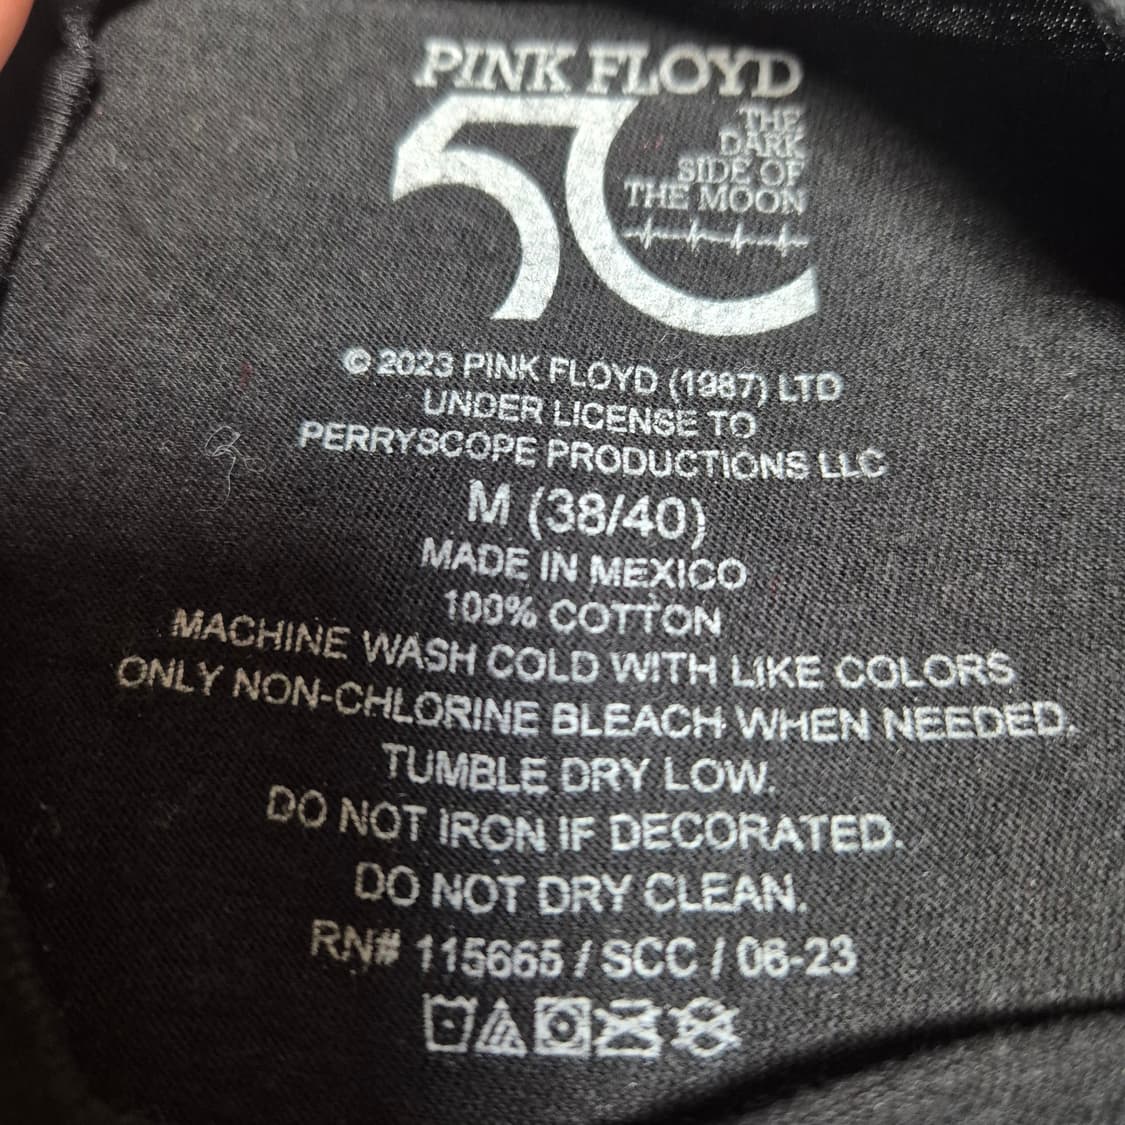 PINK FLOYD
50
THE
DARK
SIDE OF
THE MOON
© 2023 PINK FLOYD (1987) LTD
UNDER LICENSE TO
PERRYSCOPE PRODUCTIONS LLC
M (38/40)
MADE IN MEXICO
100% COTTON
MACHINE WASH COLD WITH LIKE COLORS
ONLY NON-CHLORINE BLEACH WHEN NEEDED.
TUMBLE DRY LOW.
DO NOT IRON IF DECORATED.
DO NOT DRY CLEAN.
RN# 115665 / SCC / 06-23